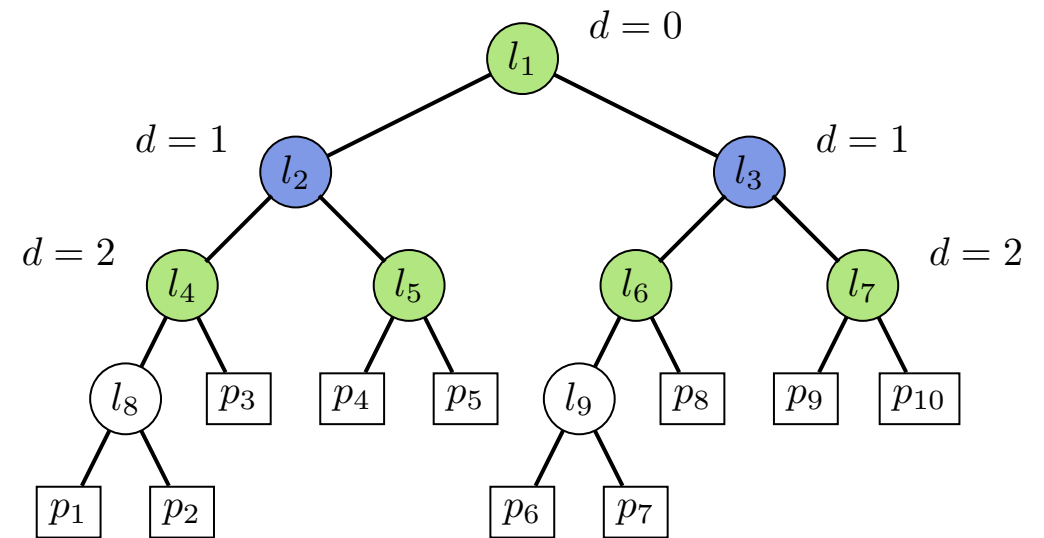 d = 0
l₁
d = 1
l₂
l₃
d = 1
d = 2
l₄
l₅
l₆
l₇
d = 2
l₈
p₃
p₄
p₅
l₉
p₈
p₉
p₁₀
p₁
p₂
p₆
p₇